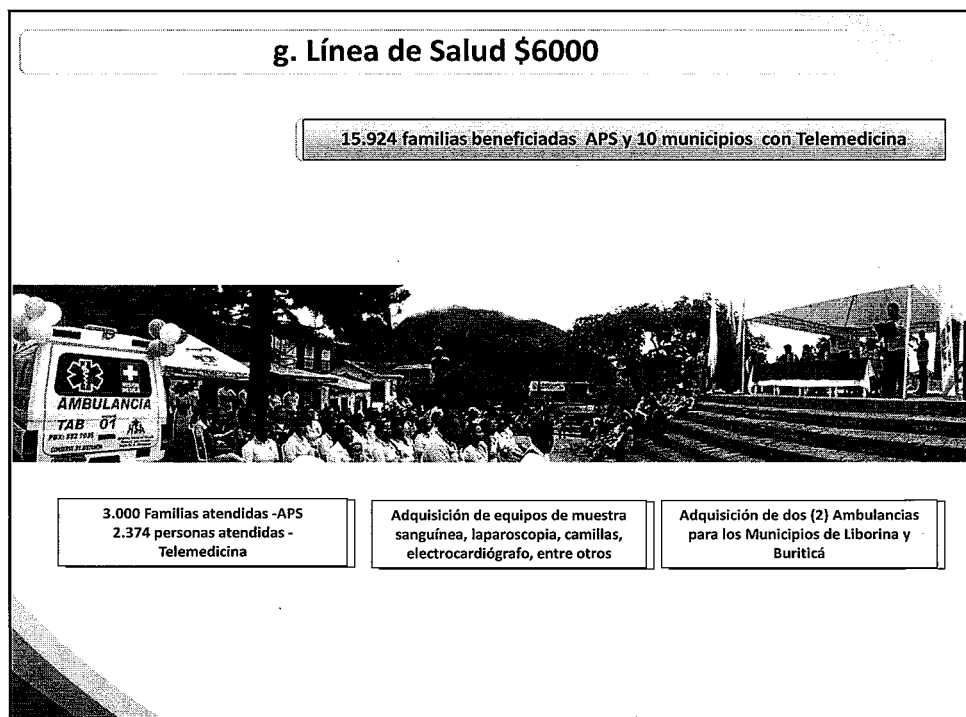 g. Línea de Salud $6000
15.924 familias beneficiadas APS y 10 municipios con Telemedicina
AMBULANCIA
TAB 01
3.000 Familias atendidas -APS
2.374 personas atendidas -
Telemedicina
Adquisición de equipos de muestra
sanguínea, laparoscopia, camillas,
electrocardiógrafo, entre otros
Adquisición de dos (2) Ambulancias
para los Municipios de Liborina y
Buriticá